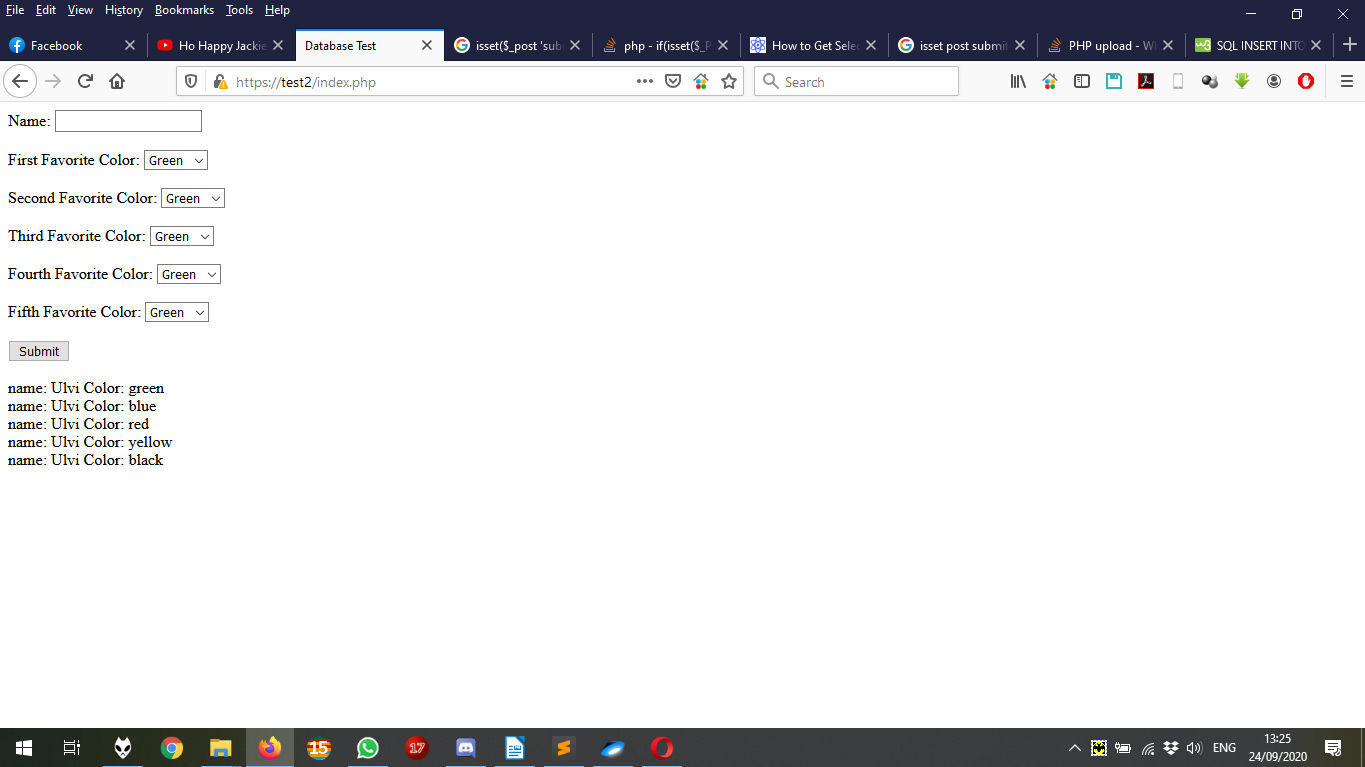 File Edit View History Bookmarks Tools Help
Facebook
Ho Happy Jackie
Database Test
isset($_post 'sub
php - if(isset($_P
How to Get Selec
isset post submit
PHP upload - W
SQL INSERT INTO
https://test2/index.php
Search
Name:
First Favorite Color: Green
Second Favorite Color: Green
Third Favorite Color: Green
Fourth Favorite Color: Green
Fifth Favorite Color: Green
Submit
name: Ulvi Color: green
name: Ulvi Color: blue
name: Ulvi Color: red
name: Ulvi Color: yellow
name: Ulvi Color: black
15
17
ENG
13:25
24/09/2020